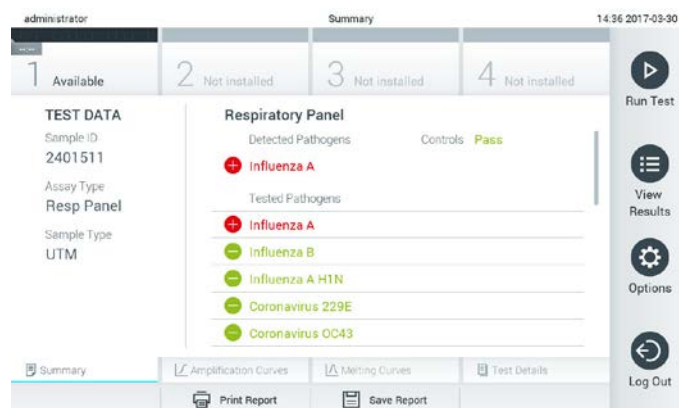 administrator Summary 14:36 2017-03-30
1 Available 2 Not installed 3 Not installed 4 Not installed
Run Test
TEST DATA
Sample ID
2401511
Assay Type
Resp Panel
Sample Type
UTM
Respiratory Panel
Detected Pathogens Controls Pass
Influenza A
Tested Pathogens
Influenza A
Influenza B
Influenza A H1N
Coronavirus 229E
Coronavirus OC43
View
Results
Options
Log Out
Summary Amplification Curves Melting Curves Test Details
Print Report Save Report